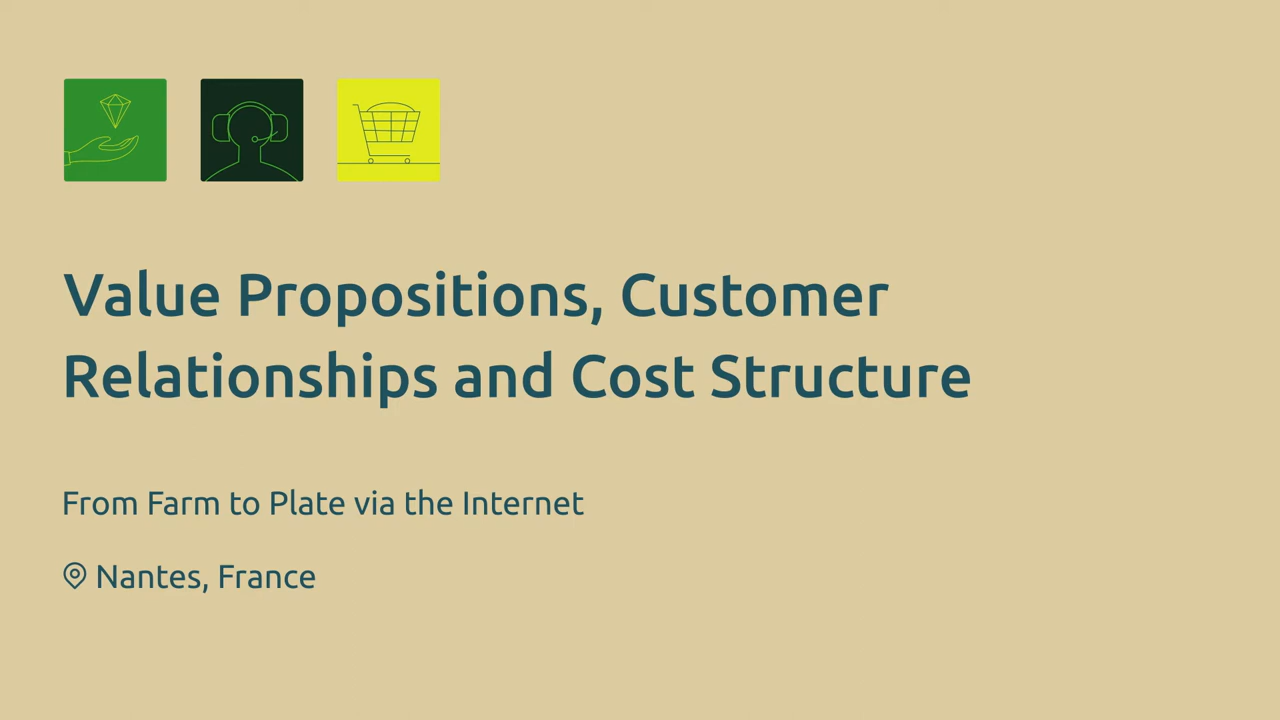 Value Propositions, Customer
Relationships and Cost Structure
From Farm to Plate via the Internet
Nantes, France